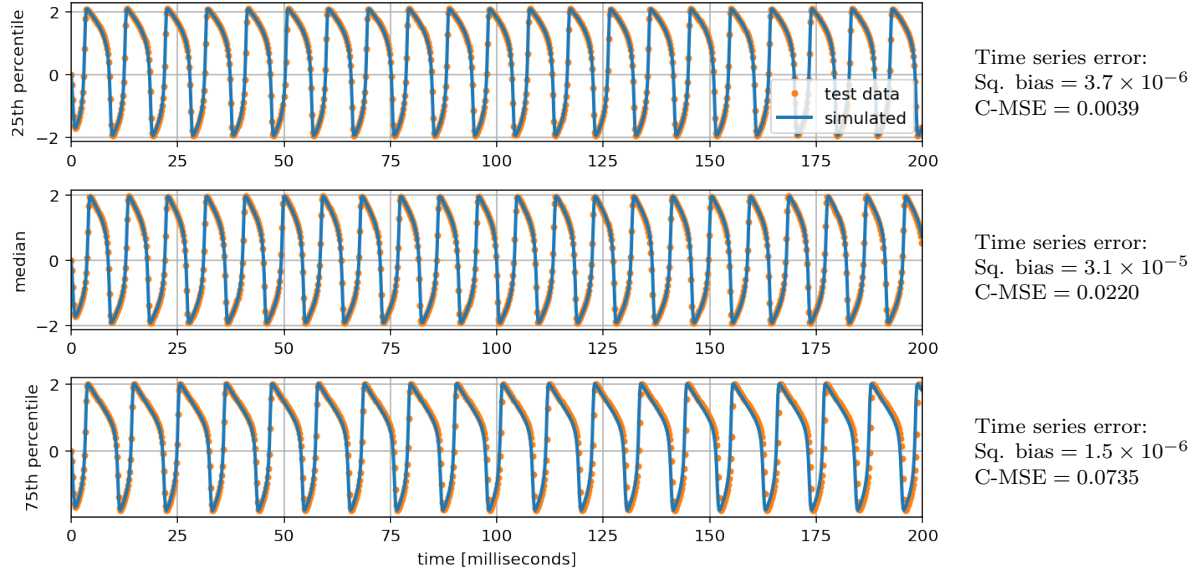 25th percentile
2
0
−2
0
25
50
75
100
125
150
175
200
test data
simulated
Time series error:
Sq. bias = 3.7 × 10⁻⁶
C-MSE = 0.0039
median
2
0
−2
0
25
50
75
100
125
150
175
200
Time series error:
Sq. bias = 3.1 × 10⁻⁵
C-MSE = 0.0220
75th percentile
2
0
0
25
50
75
100
125
150
175
200
time [milliseconds]
Time series error:
Sq. bias = 1.5 × 10⁻⁶
C-MSE = 0.0735